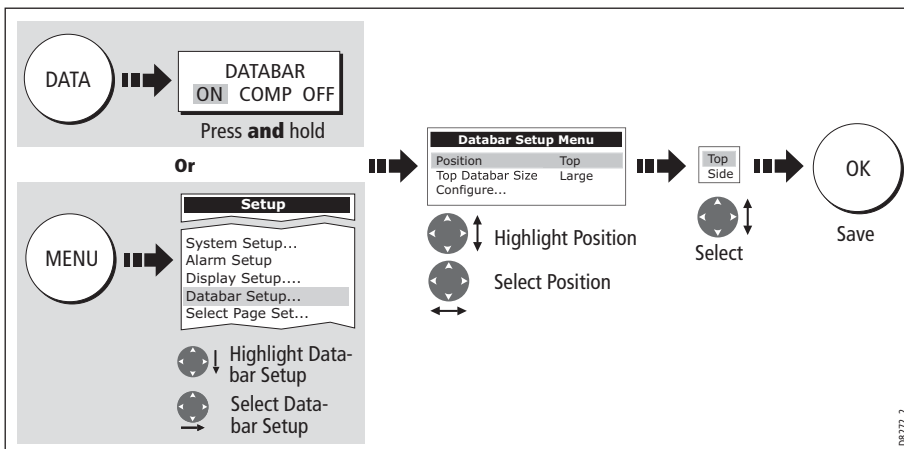 DATA
DATABAR
ON COMP OFF
Press and hold
Or
MENU
Setup
System Setup...
Alarm Setup
Display Setup....
Databar Setup...
Select Page Set...
Highlight Data-
bar Setup
Select Data-
bar Setup
Databar Setup Menu
Position Top
Top Databar Size Large
Configure...
Highlight Position
Select Position
Top
Side
Select
OK
Save
D8272_2